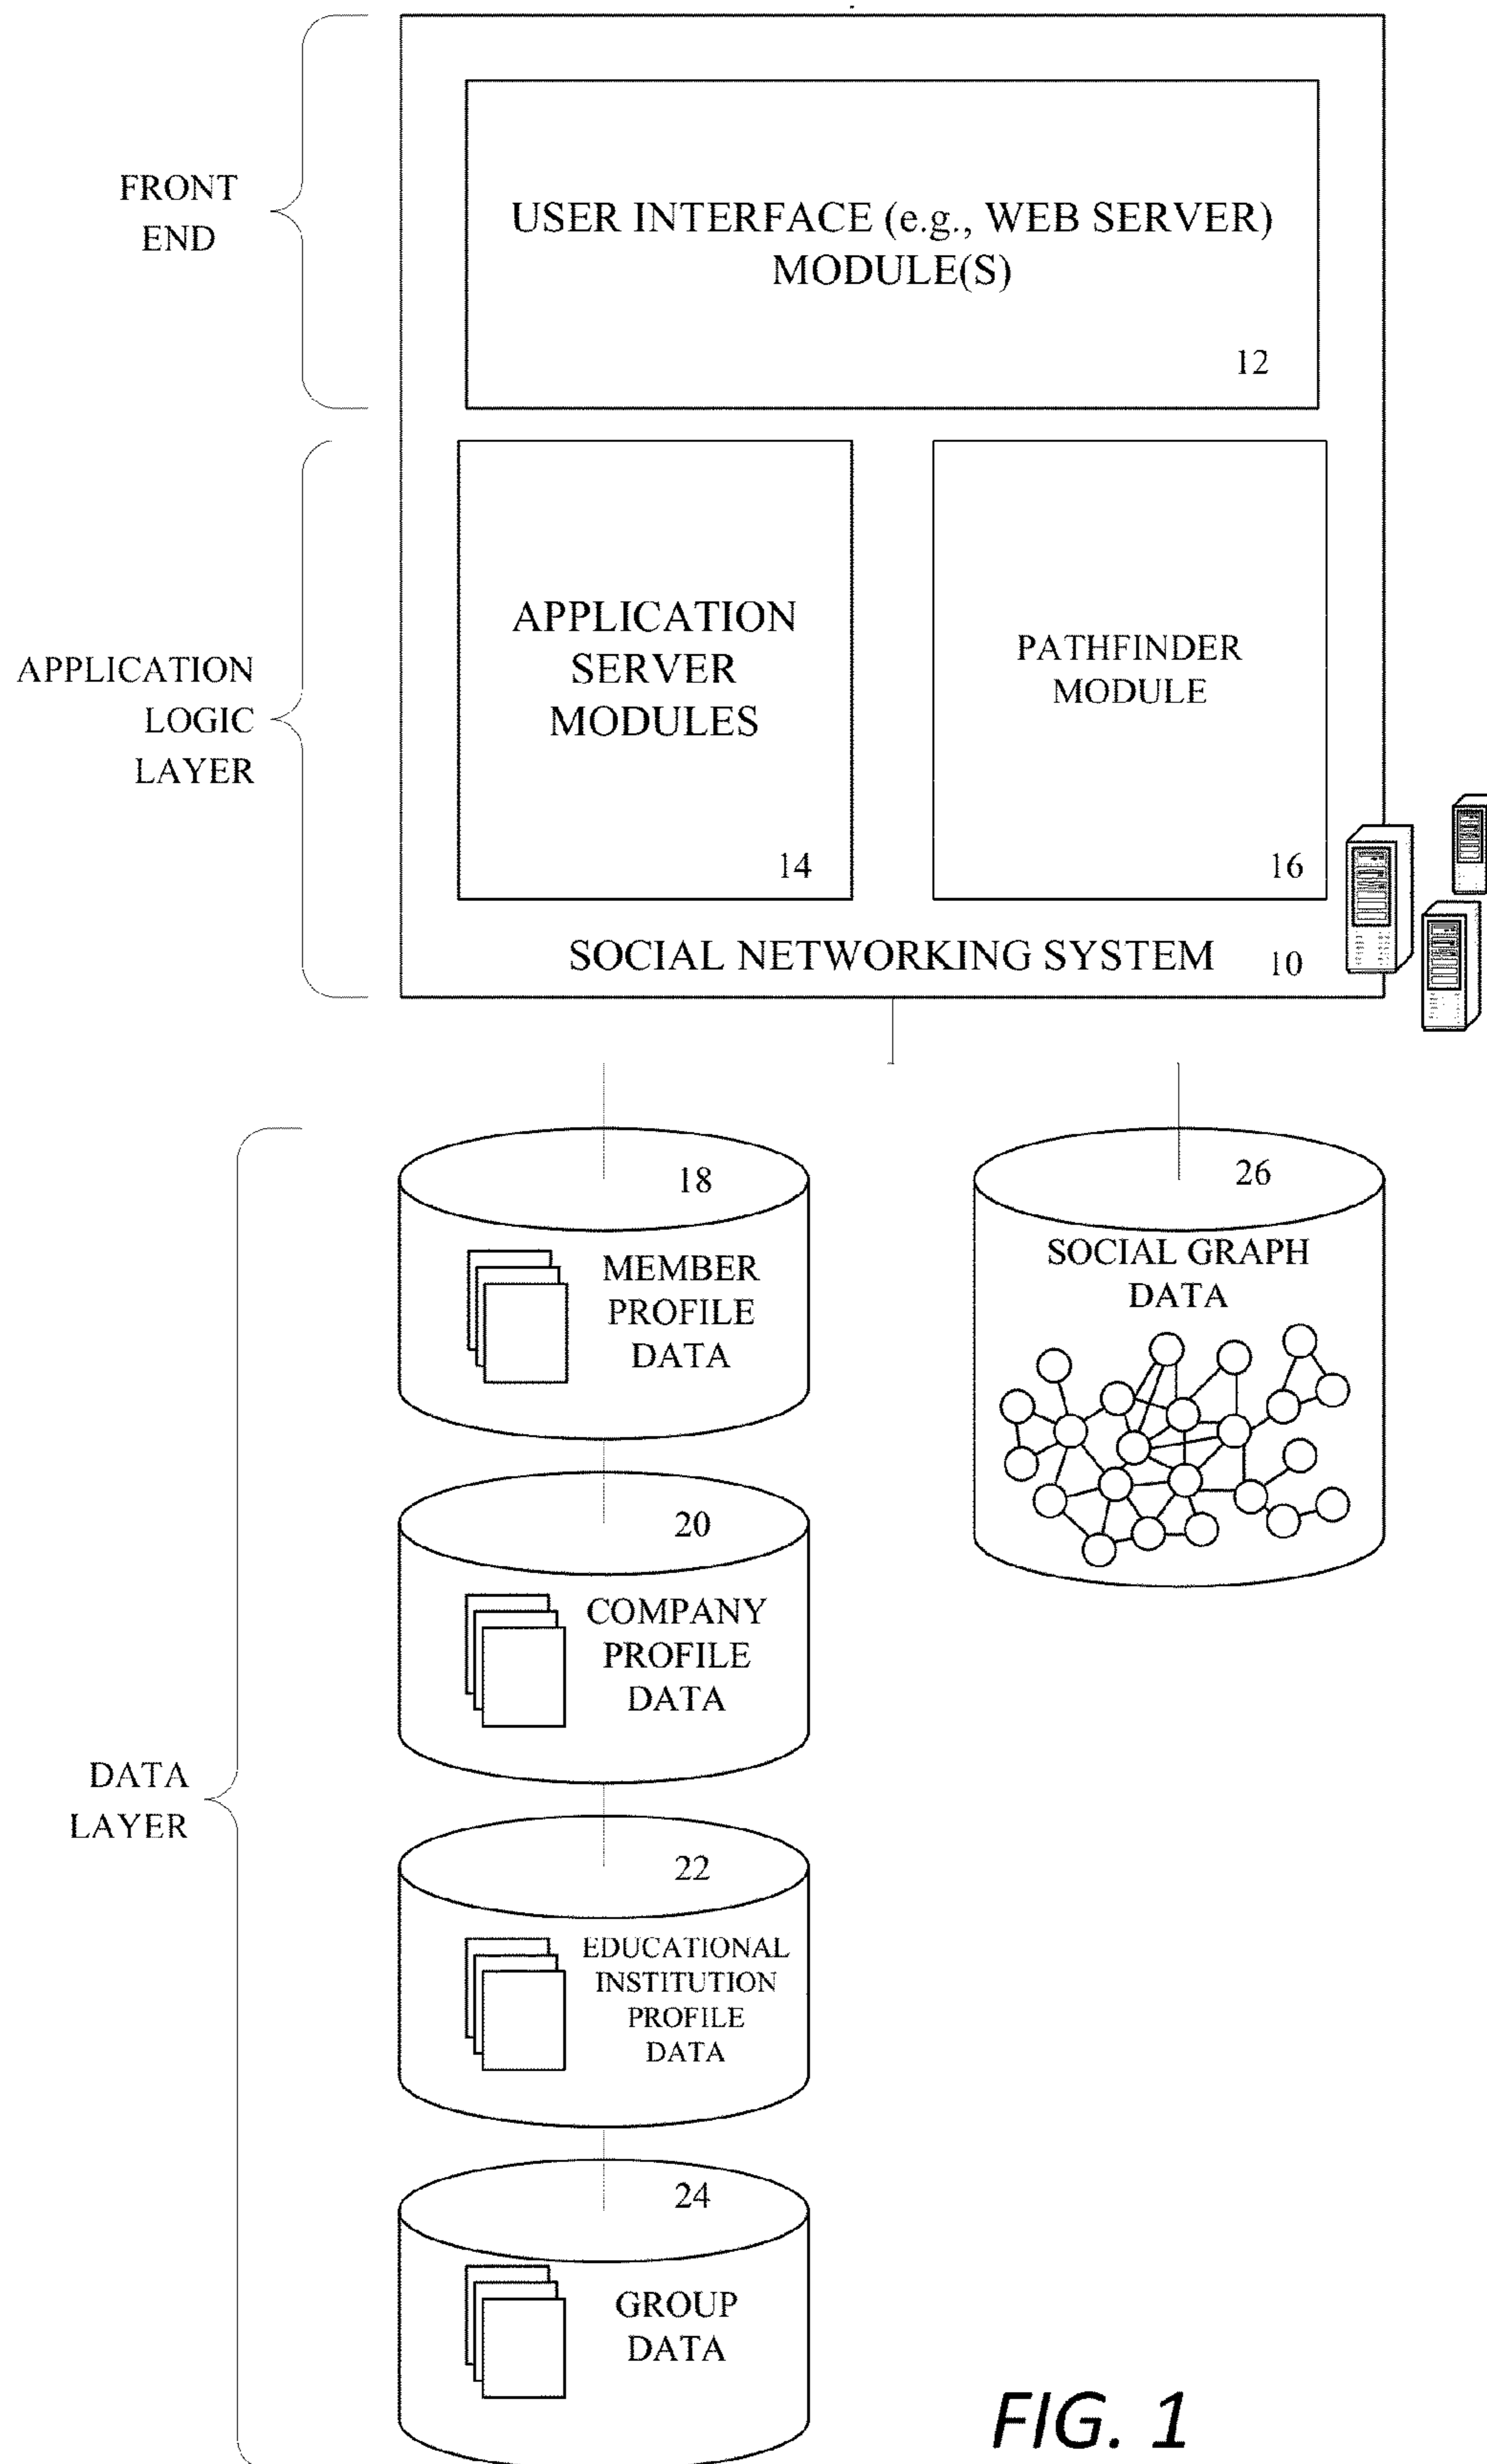 FRONT
END
USER INTERFACE (e.g., WEB SERVER)
MODULE(S)
12
APPLICATION
LOGIC
LAYER
APPLICATION
SERVER
MODULES
14
PATHFINDER
MODULE
16
SOCIAL NETWORKING SYSTEM
10
DATA
LAYER
18
MEMBER
PROFILE
DATA
20
COMPANY
PROFILE
DATA
22
EDUCATIONAL
INSTITUTION
PROFILE
DATA
24
GROUP
DATA
26
SOCIAL GRAPH
DATA
FIG. 1